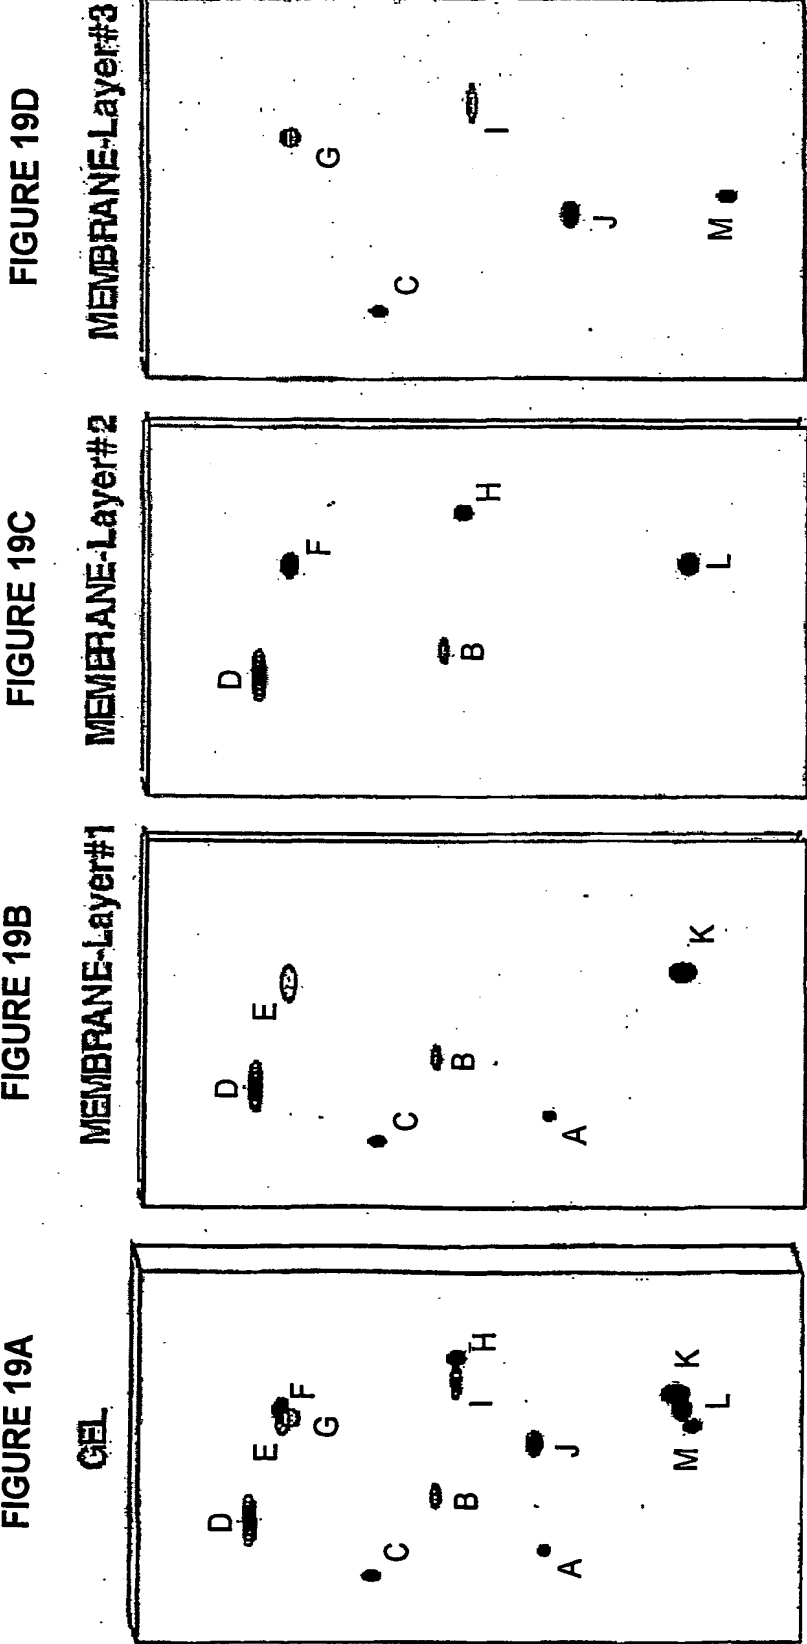 FIGURE 19A
GEL
D
E
F
G
C
B
I
H
J
A
M
K
L
FIGURE 19B
MEMBRANE-Layer#1
D
E
C
B
A
K
FIGURE 19C
MEMBRANE-Layer#2
D
F
B
H
L
FIGURE 19D
MEMBRANE-Layer#3
G
C
I
J
M